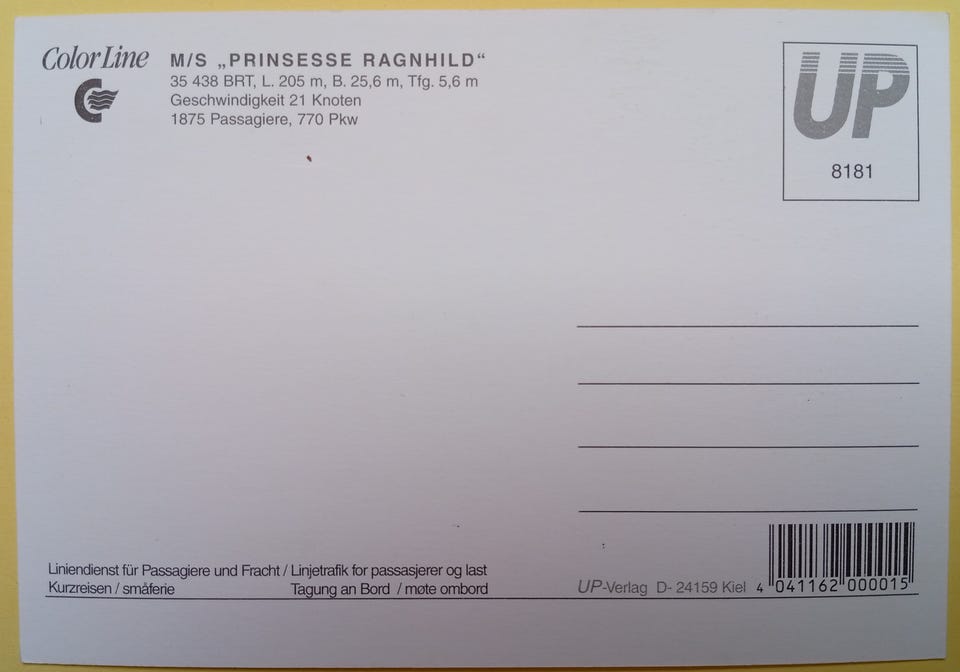 Color Line
M/S „PRINSESSE RAGNHILD“
35 438 BRT, L. 205 m, B. 25,6 m, Tfg. 5,6 m
Geschwindigkeit 21 Knoten
1875 Passagiere, 770 Pkw
UP
8181
Liniendienst für Passagiere und Fracht / Linjetrafik for passasjerer og last
Kurzreisen / småferie Tagung an Bord / møte ombord
UP-Verlag D- 24159 Kiel
4 041162 000015